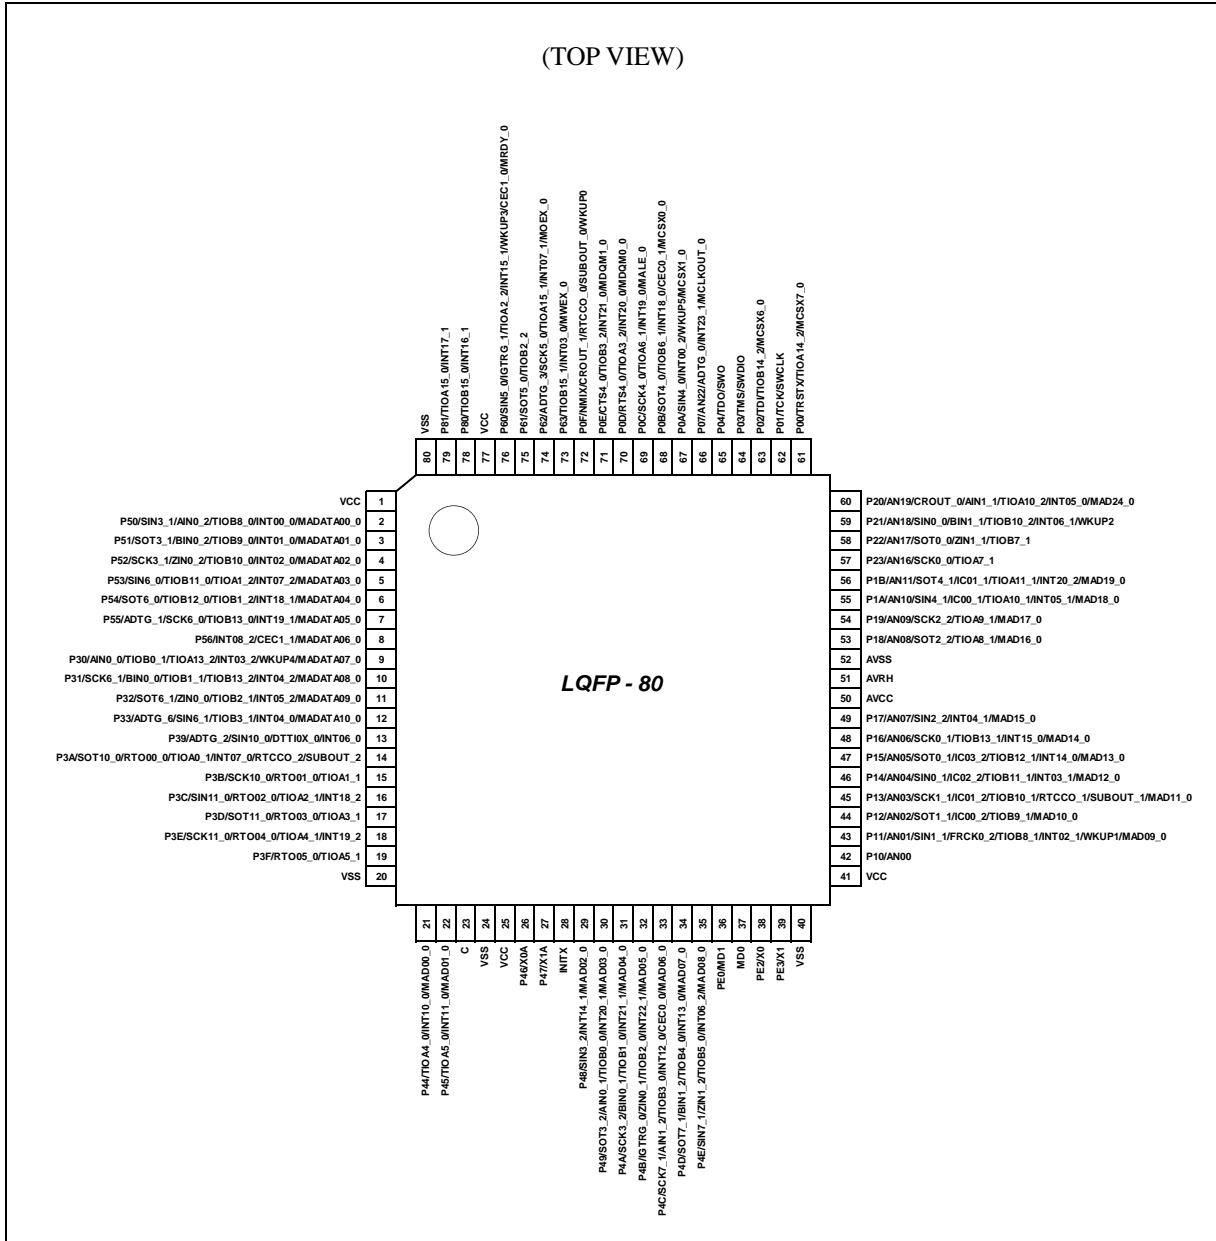 (TOP VIEW)
VSS
P81/TIOA15_0/INT17_1
P80/TIOB15_0/INT16_1
VCC
P60/SIN5_0/IGTRG_1/TIOA2_2/INT15_1/WKUP3/CEC1_0/MRDY_0
P61/SOT5_0/TIOB2_2
P62/ADTG_3/SCK5_0/TIOA15_1/INT07_1/MOEX_0
P63/TIOB15_1/INT03_0/MWEX_0
P0F/NMIX/CROUT_1/RTCCO_0/SUBOUT_0/WKUP0
P0E/CTS4_0/TIOB3_2/INT21_0/MDQM1_0
P0D/RTS4_0/TIOA3_2/INT20_0/MDQM0_0
P0C/SCK4_0/TIOA6_1/INT19_0/MALE_0
P0B/SOT4_0/TIOB6_1/INT18_0/CEC0_1/MCSX0_0
P0A/SIN4_0/INT00_2/WKUP5/MCSX1_0
P07/AN22/ADTG_0/INT23_1/MCLKOUT_0
P04/TDO/SWO
P03/TMS/SWDIO
P02/TDI/TIOB14_2/MCSX6_0
P01/TCK/SWCLK
P00/TRSTX/TIOA14_2/MCSX7_0
80 79 78 77 76 75 74 73 72 71 70 69 68 67 66 65 64 63 62 61
VCC 1
P50/SIN3_1/AIN0_2/TIOB8_0/INT00_0/MADATA00_0 2
P51/SOT3_1/BIN0_2/TIOB9_0/INT01_0/MADATA01_0 3
P52/SCK3_1/ZIN0_2/TIOB10_0/INT02_0/MADATA02_0 4
P53/SIN6_0/TIOB11_0/TIOA1_2/INT07_2/MADATA03_0 5
P54/SOT6_0/TIOB12_0/TIOB1_2/INT18_1/MADATA04_0 6
P55/ADTG_1/SCK6_0/TIOB13_0/INT19_1/MADATA05_0 7
P56/INT08_2/CEC1_1/MADATA06_0 8
P30/AIN0_0/TIOB0_1/TIOA13_2/INT03_2/WKUP4/MADATA07_0 9
P31/SCK6_1/BIN0_0/TIOB1_1/TIOB13_2/INT04_2/MADATA08_0 10
P32/SOT6_1/ZIN0_0/TIOB2_1/INT05_2/MADATA09_0 11
P33/ADTG_6/SIN6_1/TIOB3_1/INT04_0/MADATA10_0 12
P39/ADTG_2/SIN10_0/DTTI0X_0/INT06_0 13
P3A/SOT10_0/RTO00_0/TIOA0_1/INT07_0/RTCCO_2/SUBOUT_2 14
P3B/SCK10_0/RTO01_0/TIOA1_1 15
P3C/SIN11_0/RTO02_0/TIOA2_1/INT18_2 16
P3D/SOT11_0/RTO03_0/TIOA3_1 17
P3E/SCK11_0/RTO04_0/TIOA4_1/INT19_2 18
P3F/RTO05_0/TIOA5_1 19
VSS 20
LQFP - 80
60 P20/AN19/CROUT_0/AIN1_1/TIOA10_2/INT05_0/MAD24_0
59 P21/AN18/SIN0_0/BIN1_1/TIOB10_2/INT06_1/WKUP2
58 P22/AN17/SOT0_0/ZIN1_1/TIOB7_1
57 P23/AN16/SCK0_0/TIOA7_1
56 P1B/AN11/SOT4_1/IC01_1/TIOA11_1/INT20_2/MAD19_0
55 P1A/AN10/SIN4_1/IC00_1/TIOA10_1/INT05_1/MAD18_0
54 P19/AN09/SCK2_2/TIOA9_1/MAD17_0
53 P18/AN08/SOT2_2/TIOA8_1/MAD16_0
52 AVSS
51 AVRH
50 AVCC
49 P17/AN07/SIN2_2/INT04_1/MAD15_0
48 P16/AN06/SCK0_1/TIOB13_1/INT15_0/MAD14_0
47 P15/AN05/SOT0_1/IC03_2/TIOB12_1/INT14_0/MAD13_0
46 P14/AN04/SIN0_1/IC02_2/TIOB11_1/INT03_1/MAD12_0
45 P13/AN03/SCK1_1/IC01_2/TIOB10_1/RTCCO_1/SUBOUT_1/MAD11_0
44 P12/AN02/SOT1_1/IC00_2/TIOB9_1/MAD10_0
43 P11/AN01/SIN1_1/FRCK0_2/TIOB8_1/INT02_1/WKUP1/MAD09_0
42 P10/AN00
41 VCC
21 22 23 24 25 26 27 28 29 30 31 32 33 34 35 36 37 38 39 40
P44/TIOA4_0/INT10_0/MAD00_0
P45/TIOA5_0/INT11_0/MAD01_0
C
VSS
VCC
P46/X0A
P47/X1A
INITX
P48/SIN3_2/INT14_1/MAD02_0
P49/SOT3_2/AIN0_1/TIOB0_0/INT20_1/MAD03_0
P4A/SCK3_2/BIN0_1/TIOB1_0/INT21_1/MAD04_0
P4B/IGTRG_0/ZIN0_1/TIOB2_0/INT22_1/MAD05_0
P4C/SCK7_1/AIN1_2/TIOB3_0/INT12_0/CEC0_0/MAD06_0
P4D/SOT7_1/BIN1_2/TIOB4_0/INT13_0/MAD07_0
P4E/SIN7_1/ZIN1_2/TIOB5_0/INT06_2/MAD08_0
PE0/MD1
MD0
PE2/X0
PE3/X1
VSS